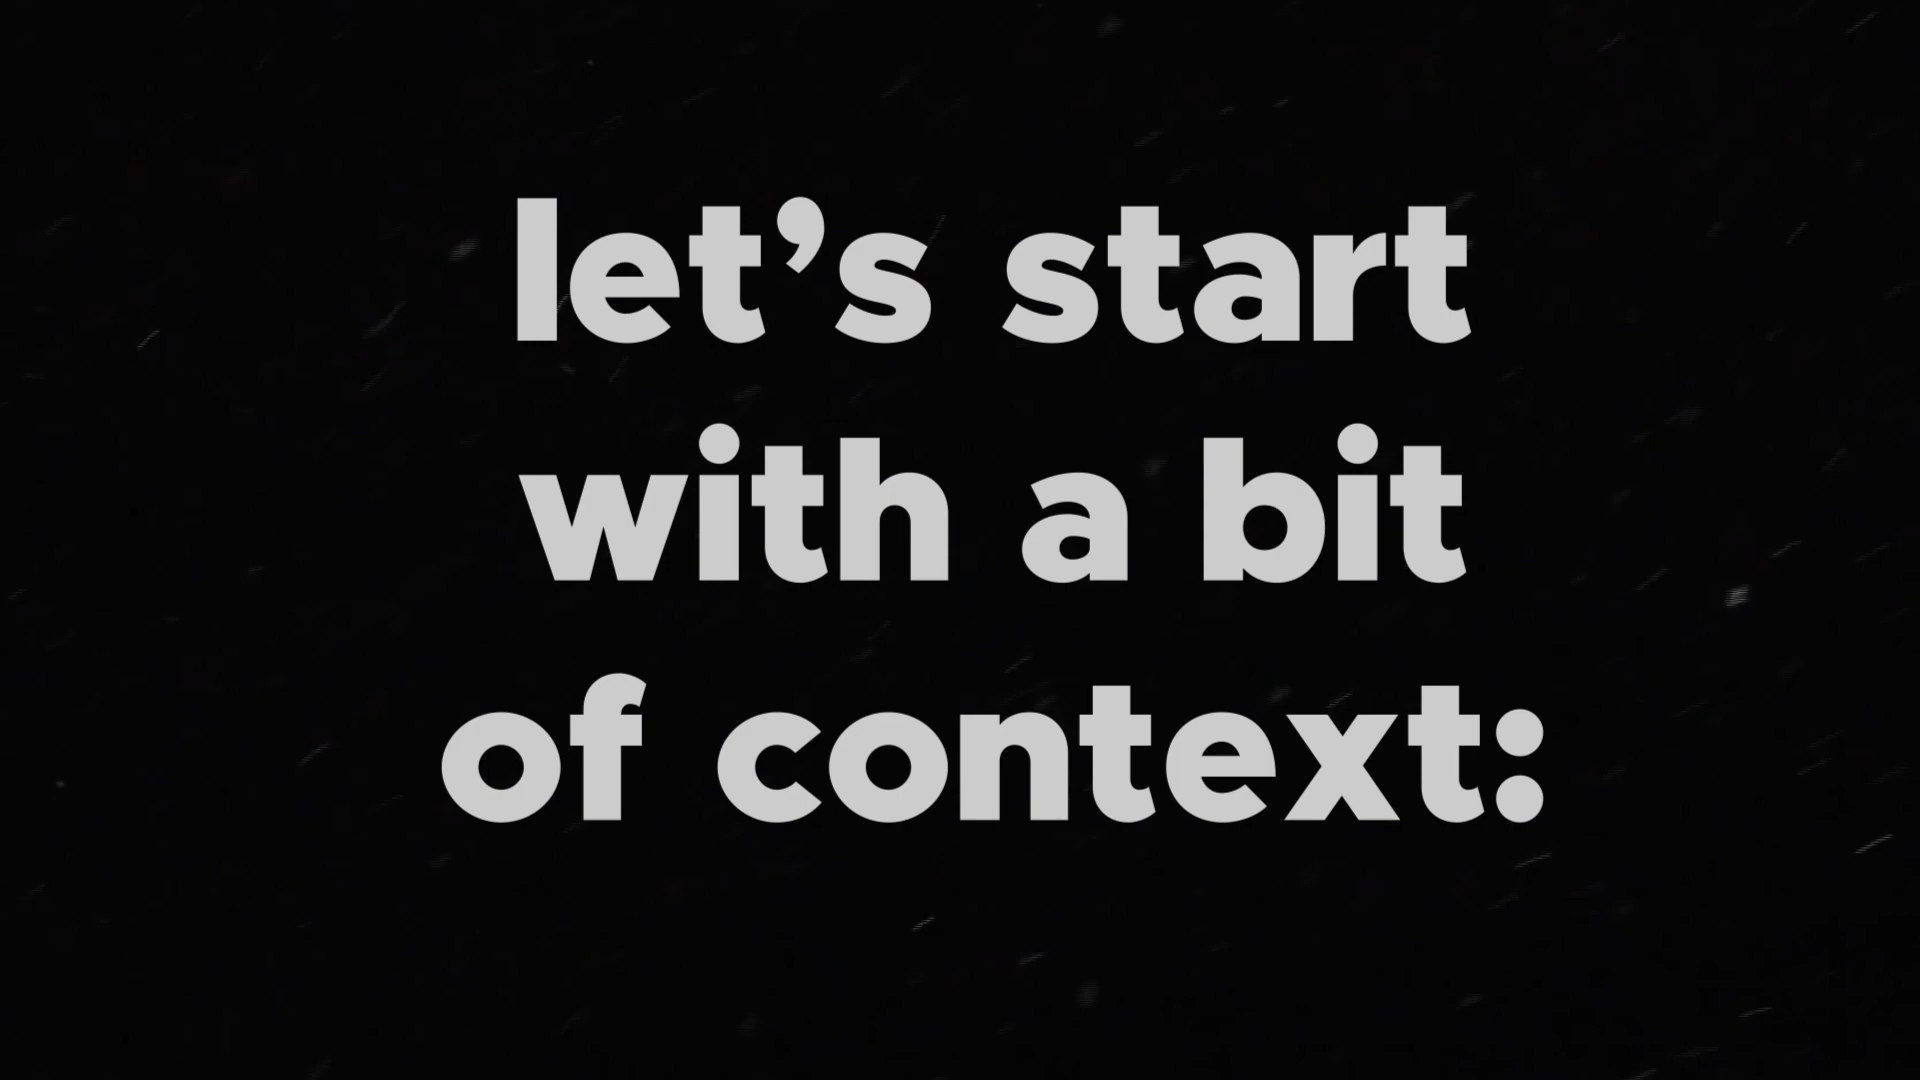 let’s start
with a bit
of context: